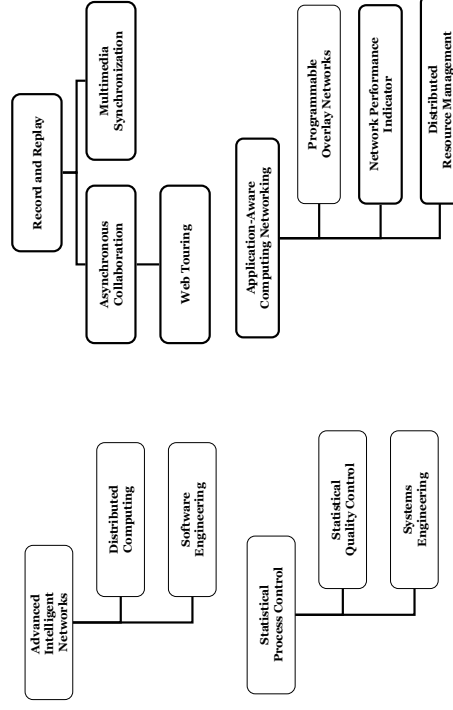 Advanced
Intelligent
Networks
Distributed
Computing
Software
Engineering
Record and Replay
Asynchronous
Collaboration
Multimedia
Synchronization
Web Touring
Statistical
Process Control
Statistical
Quality Control
Systems
Engineering
Application-Aware
Computing Networking
Programmable
Overlay Networks
Network Performance
Indicator
Distributed
Resource Management